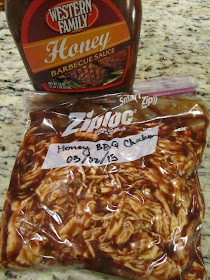 WESTERN
FAMILY
Honey
BARBECUE SAUCE
Smart Zip
Ziploc
Honey BBQ Chicken
03/02/13